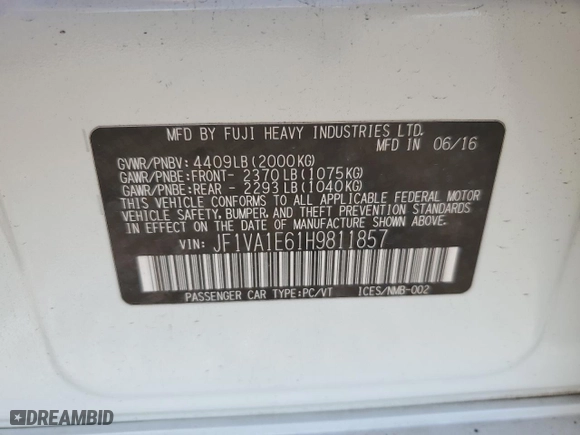 MFD BY FUJI HEAVY INDUSTRIES LTD.
MFD IN 06/16
GVWR/PNBV: 4409LB(2000KG)
GAWR/PNBE:FRONT- 2370LB(1075KG)
GAWR/PNBE:REAR - 2293LB(1040KG)
THIS VEHICLE CONFORMS TO ALL APPLICABLE FEDERAL MOTOR
VEHICLE SAFETY, BUMPER, AND THEFT PREVENTION STANDARDS
IN EFFECT ON THE DATE OF MANUFACTURE SHOWN ABOVE.
VIN: JF1VA1E61H9811857
PASSENGER CAR TYPE:PC/VT ICES/NMB-002
DREAMBID